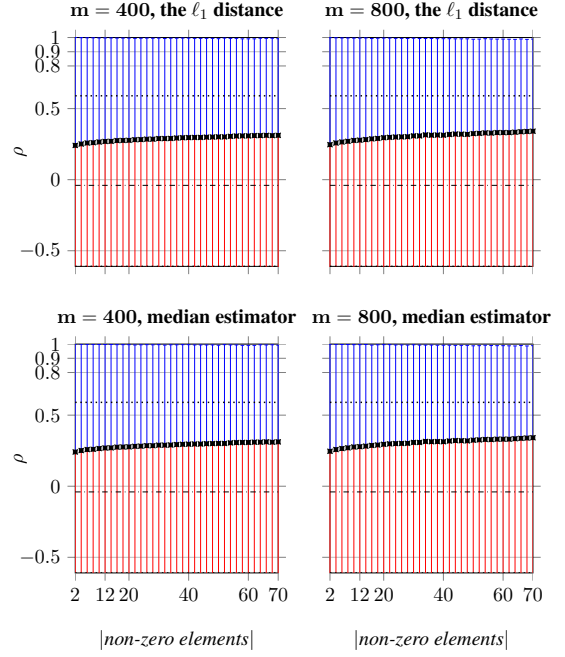 m = 400, the ℓ1 distance
m = 800, the ℓ1 distance
1
0.9
0.8
0.5
0
−0.5
ρ
m = 400, median estimator
m = 800, median estimator
1
0.9
0.8
0.5
0
−0.5
ρ
2 12 20 40 70
2 12 20 40 70
|non-zero elements|
|non-zero elements|